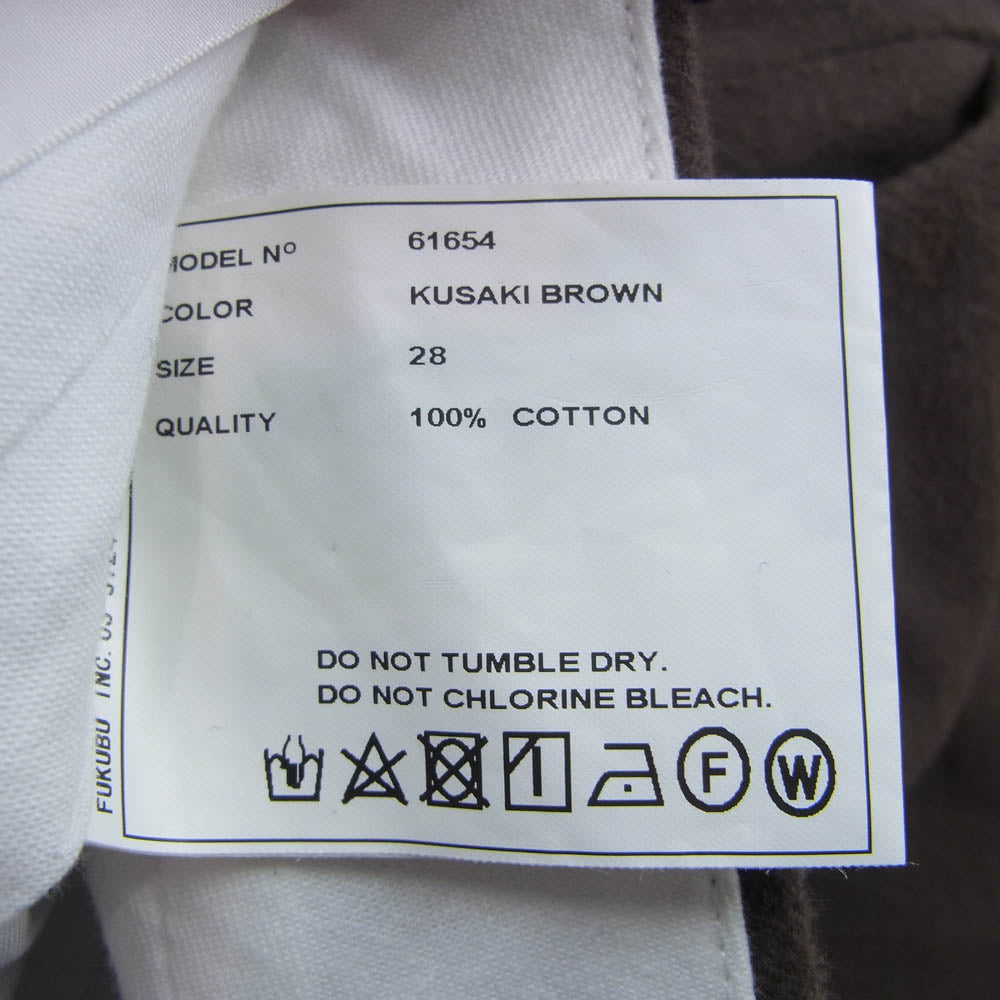 MODEL Nº 61654
COLOR KUSAKI BROWN
SIZE 28
QUALITY 100% COTTON
DO NOT TUMBLE DRY.
DO NOT CHLORINE BLEACH.
F W
FUKUBU INC.